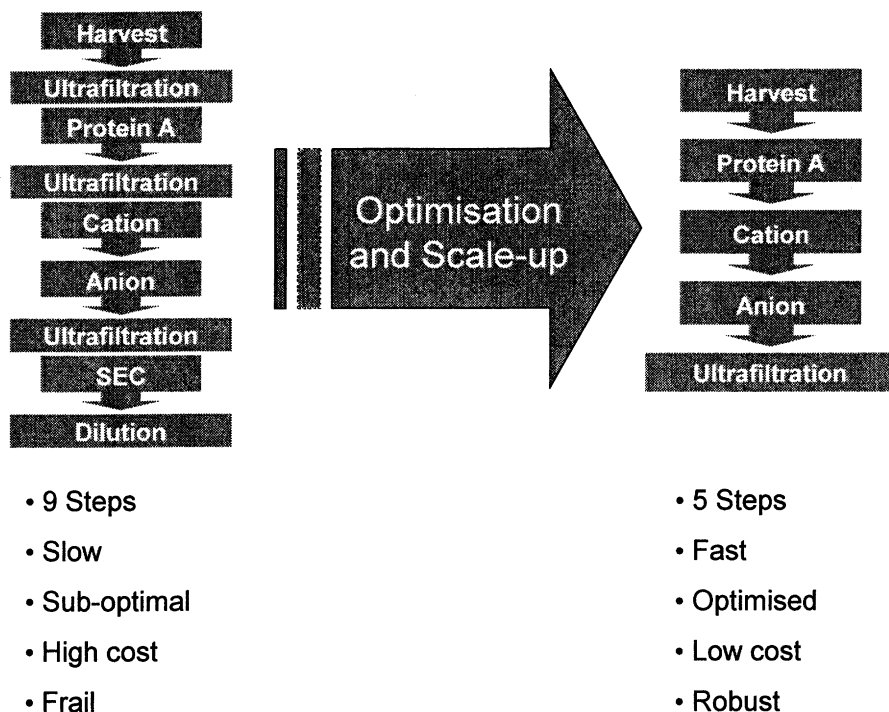 Harvest
Ultrafiltration
Protein A
Ultrafiltration
Cation
Anion
Ultrafiltration
SEC
Dilution
Optimisation
and Scale-up
Harvest
Protein A
Cation
Anion
Ultrafiltration
• 9 Steps
• Slow
• Sub-optimal
• High cost
• Frail
• 5 Steps
• Fast
• Optimised
• Low cost
• Robust